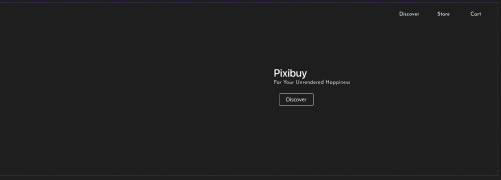 Discover Store Cart
Pixibuy
For Your Unrendered Happiness
Discover